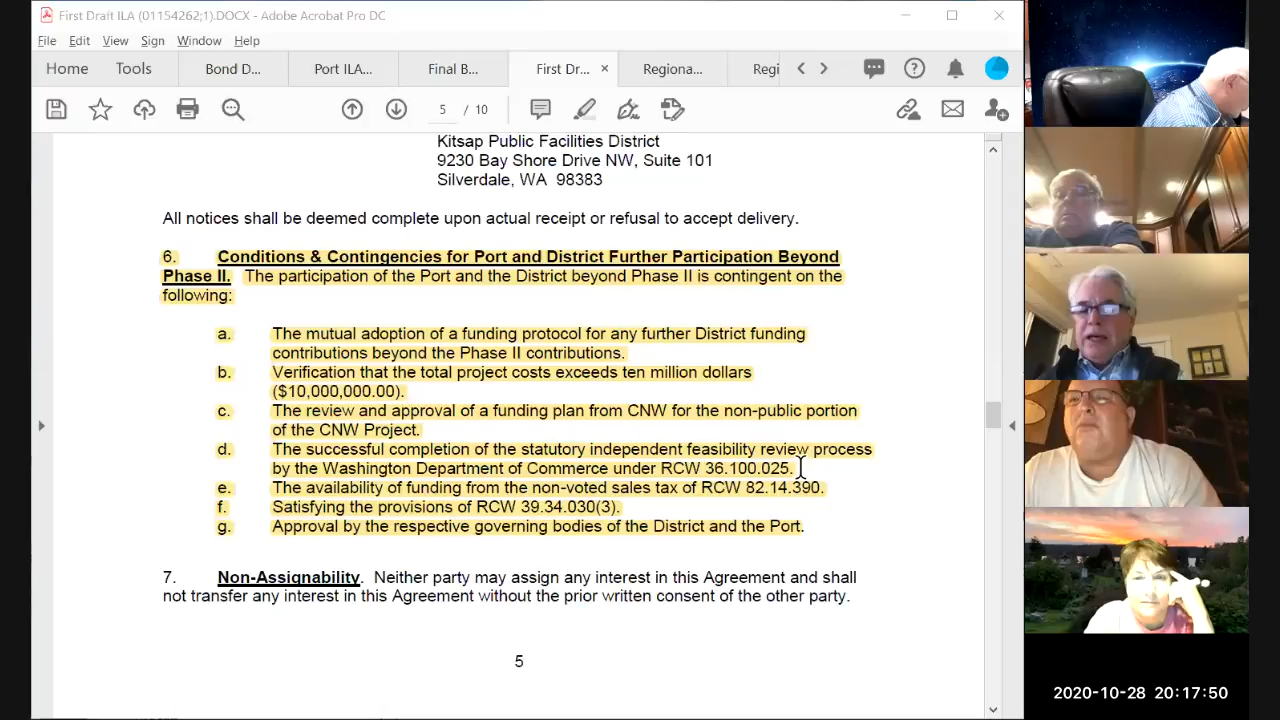 First Draft ILA (01154262;1).DOCX - Adobe Acrobat Pro DC
File Edit View Sign Window Help
Home Tools Bond D... Port ILA... Final B... First Dr... × Regiona... Regi
5 / 10
Kitsap Public Facilities District
9230 Bay Shore Drive NW, Suite 101
Silverdale, WA 98383
All notices shall be deemed complete upon actual receipt or refusal to accept delivery.
6. Conditions & Contingencies for Port and District Further Participation Beyond
Phase II. The participation of the Port and the District beyond Phase II is contingent on the
following:
a. The mutual adoption of a funding protocol for any further District funding
contributions beyond the Phase II contributions.
b. Verification that the total project costs exceeds ten million dollars
($10,000,000.00).
c. The review and approval of a funding plan from CNW for the non-public portion
of the CNW Project.
d. The successful completion of the statutory independent feasibility review process
by the Washington Department of Commerce under RCW 36.100.025.
e. The availability of funding from the non-voted sales tax of RCW 82.14.390.
f. Satisfying the provisions of RCW 39.34.030(3).
g. Approval by the respective governing bodies of the District and the Port.
7. Non-Assignability. Neither party may assign any interest in this Agreement and shall
not transfer any interest in this Agreement without the prior written consent of the other party.
5
2020-10-28 20:17:50